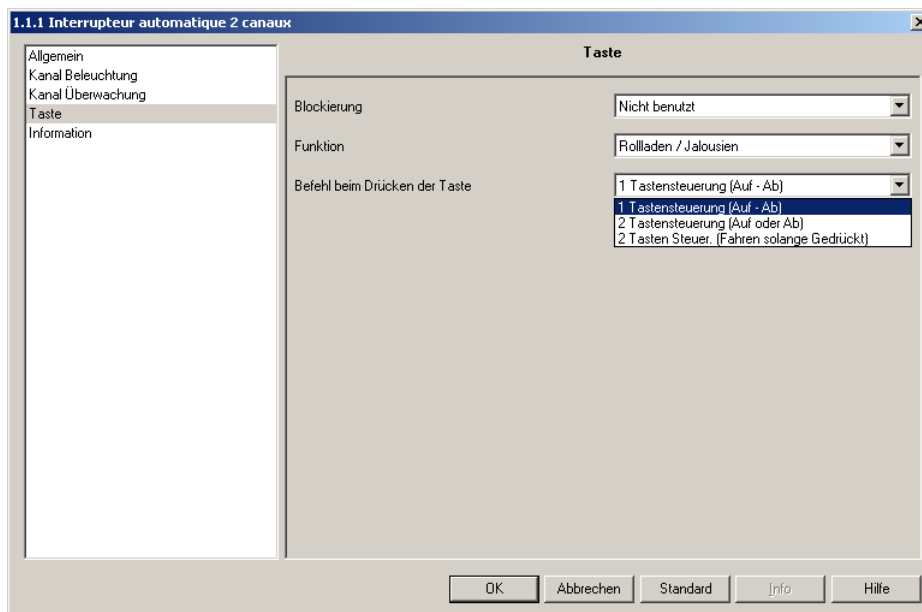 1.1.1 Interrupteur automatique 2 canaux
Allgemein
Kanal Beleuchtung
Kanal Überwachung
Taste
Information
Taste
Blockierung
Nicht benutzt
Funktion
Rollladen / Jalousien
Befehl beim Drücken der Taste
1 Tastensteuerung (Auf - Ab)
1 Tastensteuerung (Auf - Ab)
2 Tastensteuerung (Auf oder Ab)
2 Tasten Steuer. (Fahren solange Gedrückt)
OK
Abbrechen
Standard
Info
Hilfe